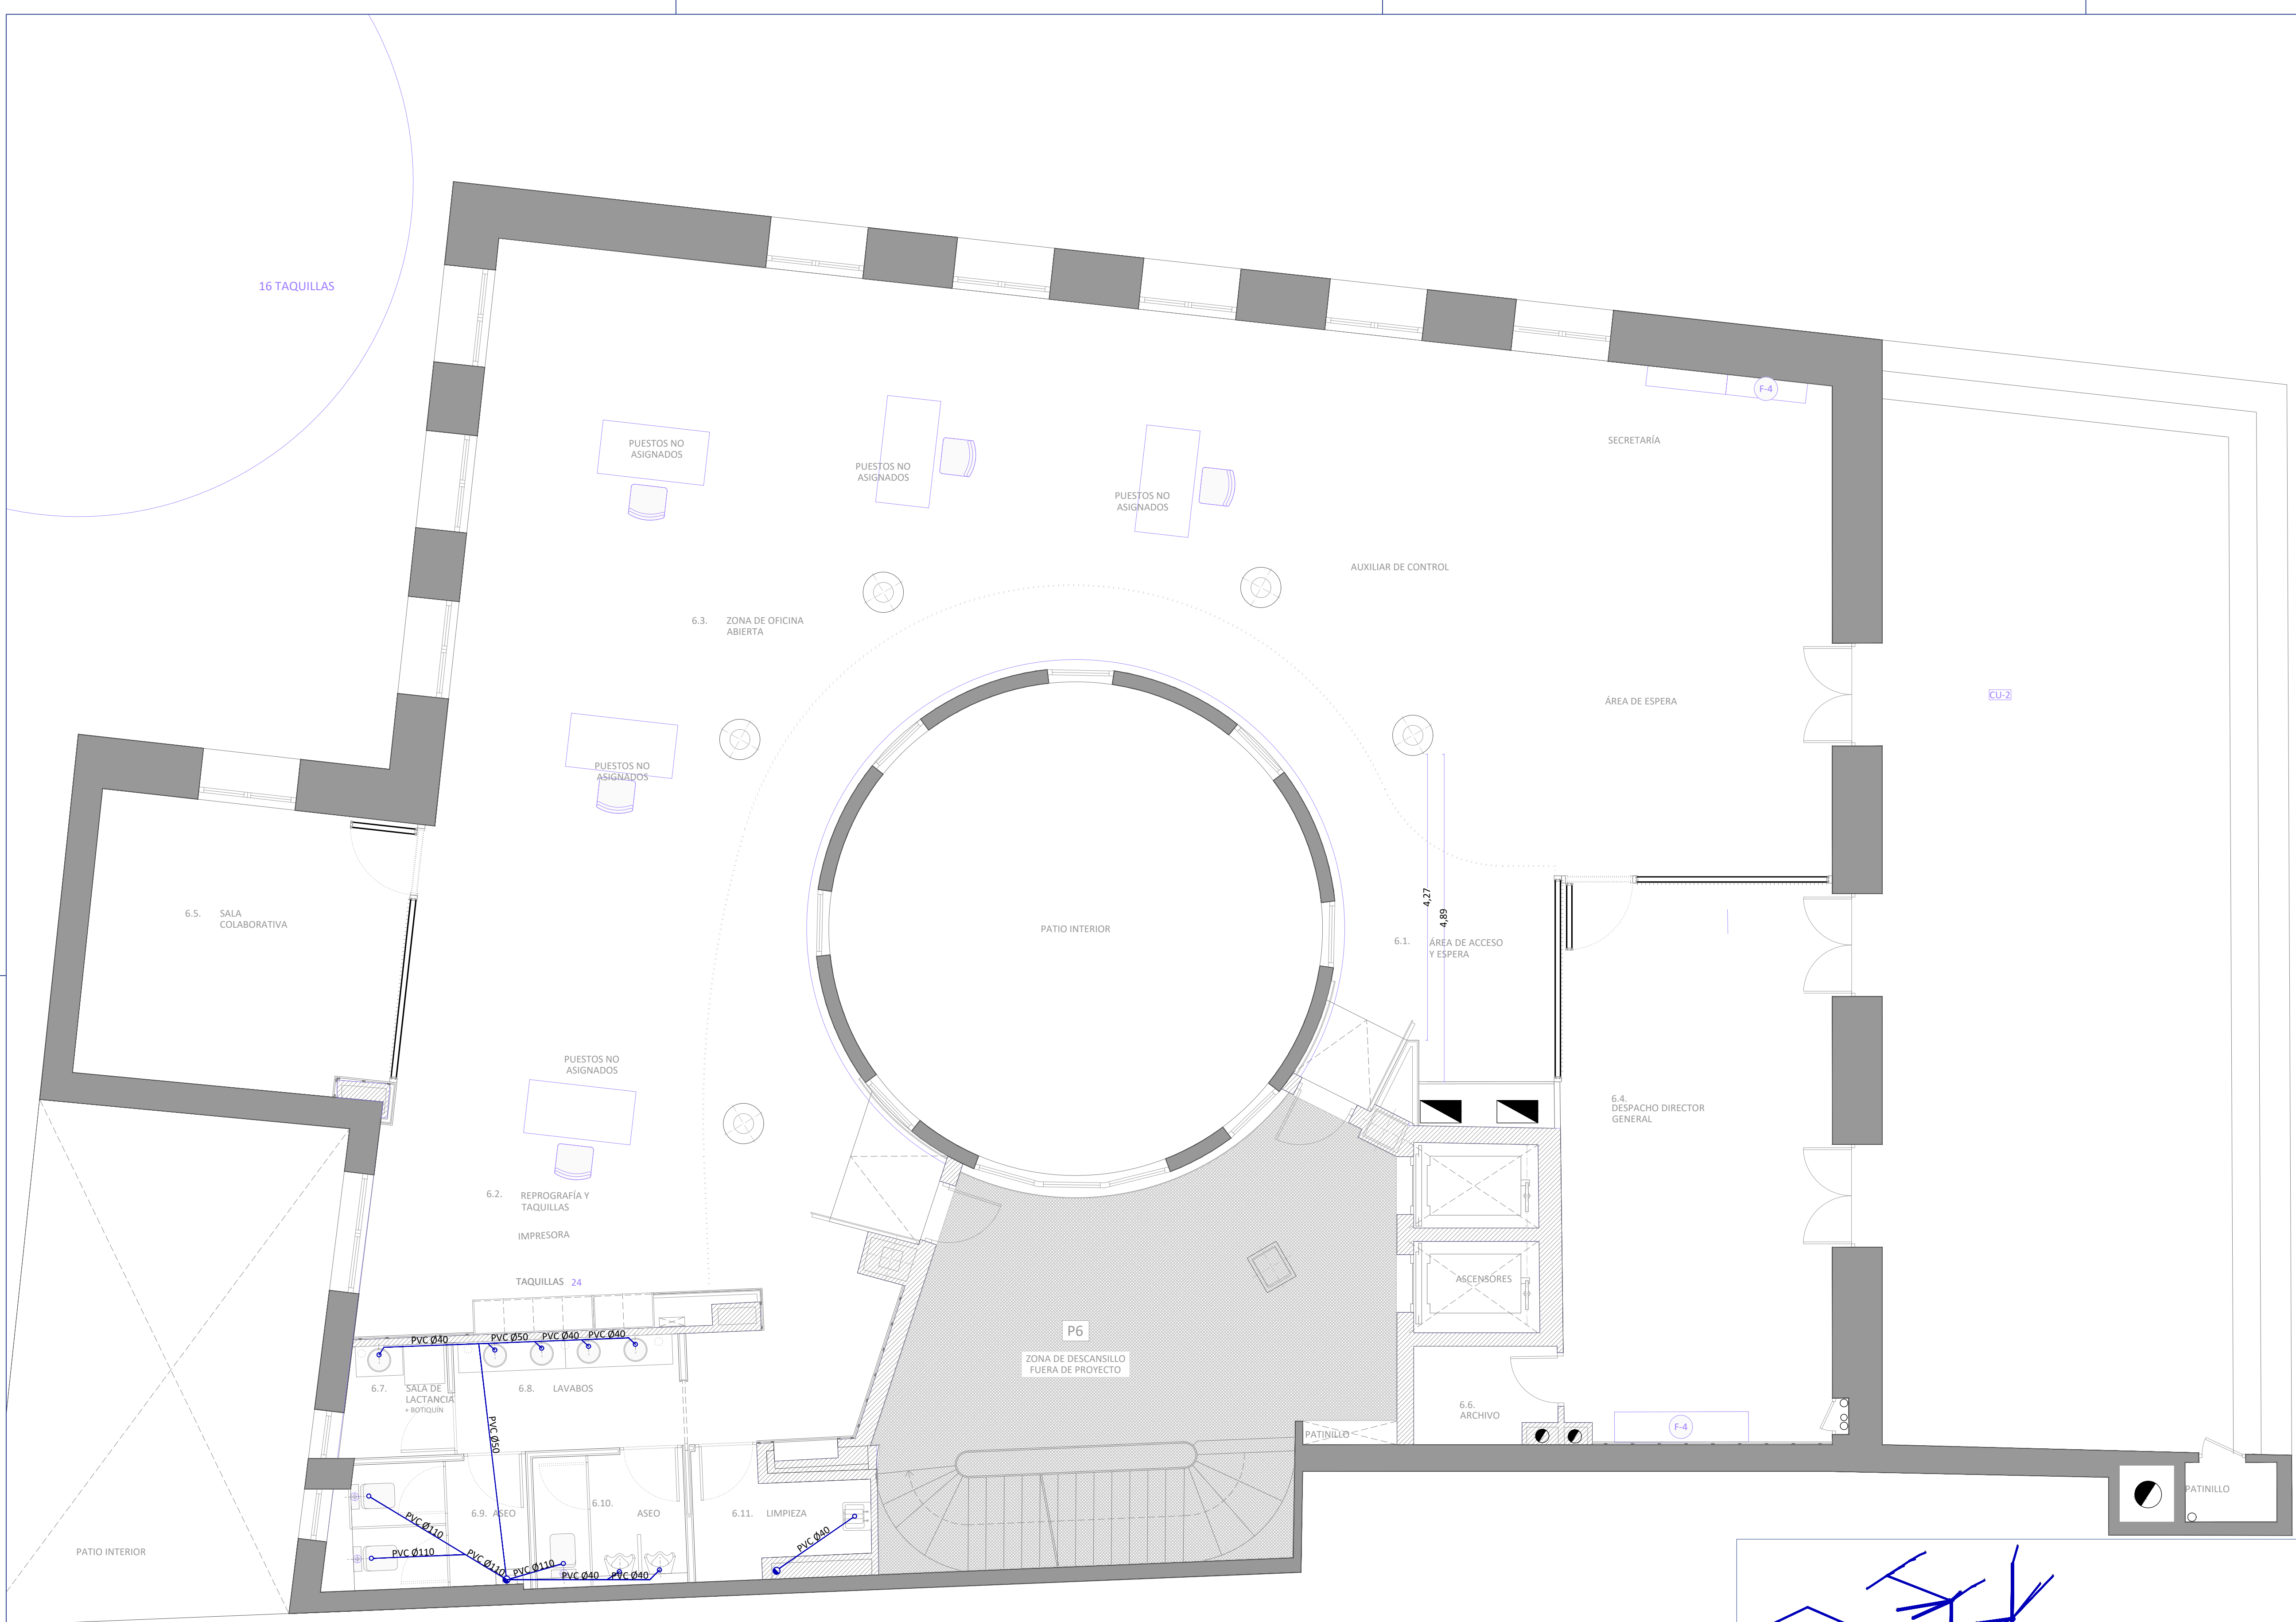 16 TAQUILLAS
F-4
PUESTOS NO
ASIGNADOS
PUESTOS NO
ASIGNADOS
PUESTOS NO
ASIGNADOS
SECRETARÍA
AUXILIAR DE CONTROL
6.3. ZONA DE OFICINA
ABIERTA
ÁREA DE ESPERA
CU-2
PUESTOS NO
ASIGNADOS
4,27
4,89
6.5. SALA
COLABORATIVA
PATIO INTERIOR
6.1. ÁREA DE ACCESO
Y ESPERA
PUESTOS NO
ASIGNADOS
6.4.
DESPACHO DIRECTOR
GENERAL
6.2. REPROGRAFÍA Y
TAQUILLAS
IMPRESORA
TAQUILLAS 24
ASCENSORES
PVC Ø40
PVC Ø50
PVC Ø40
PVC Ø40
P6
ZONA DE DESCANSILLO
FUERA DE PROYECTO
6.7. SALA DE
LACTANCIA
+ BOTIQUÍN
6.8. LAVABOS
PVC Ø50
6.6.
ARCHIVO
F-4
PATINILLO
PATINILLO
6.9. ASEO
6.10.
ASEO
6.11. LIMPIEZA
PVC Ø110
PVC Ø110
PVC Ø110
PVC Ø110
PVC Ø40
PVC Ø40
PVC Ø40
PATIO INTERIOR